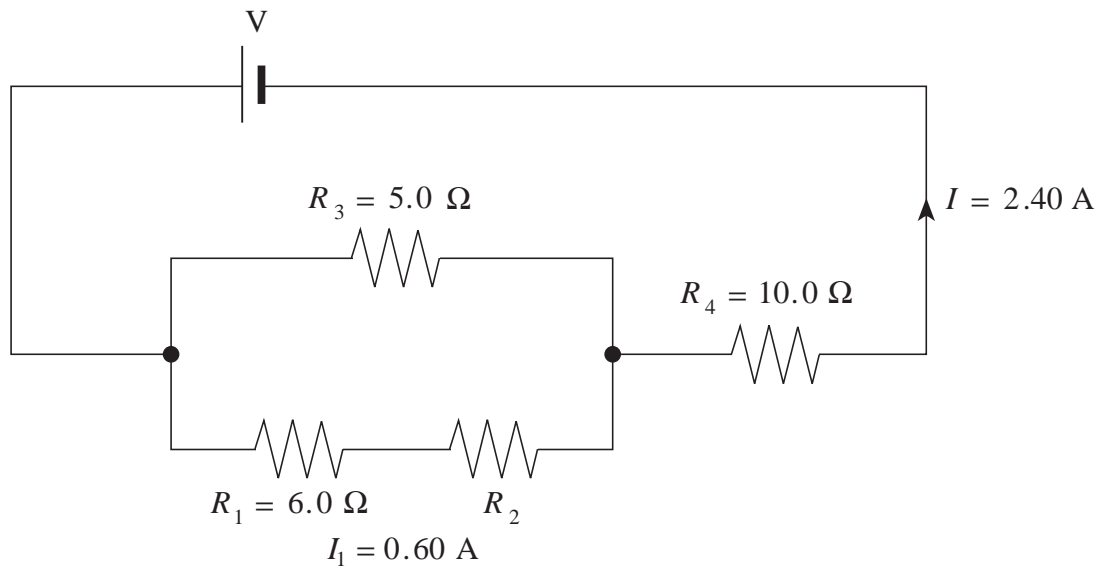 V
R₃ = 5.0 Ω
I = 2.40 A
R₄ = 10.0 Ω
R₁ = 6.0 Ω
R₂
I₁ = 0.60 A